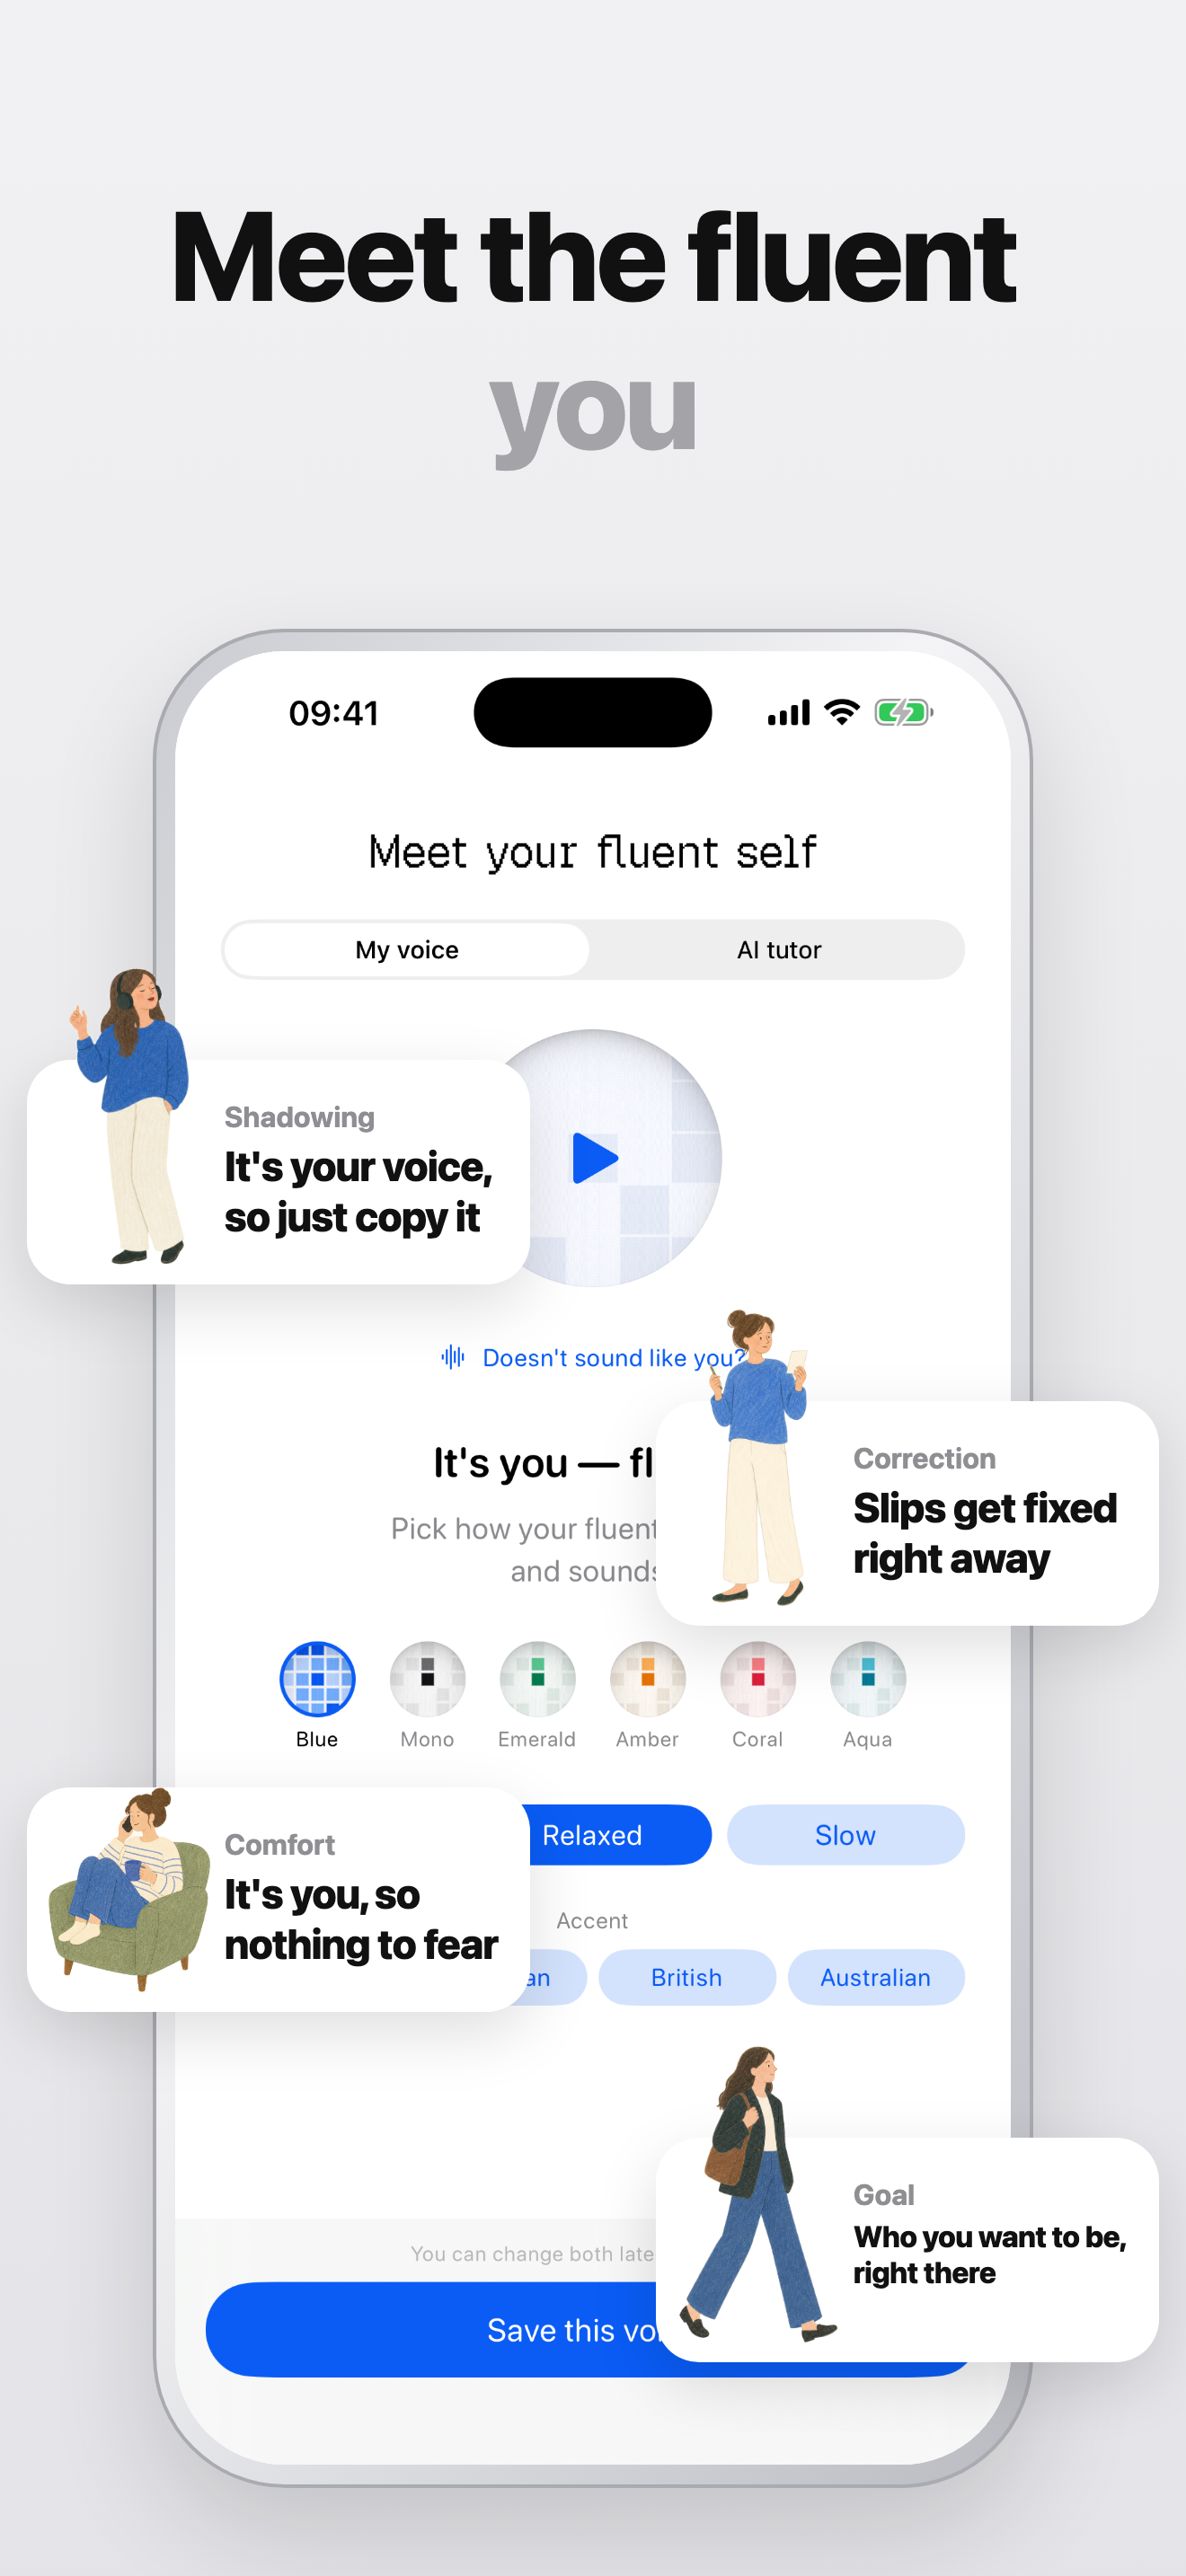 Meet the fluent
you
09:41
Meet your fluent self
My voice
AI tutor
Shadowing
It's your voice,
so just copy it
Doesn't sound like you?
Correction
Slips get fixed
right away
It's you —
Pick how your fluent
and sounds
Blue
Mono
Emerald
Amber
Coral
Aqua
Comfort
It's you, so
nothing to fear
Relaxed
Slow
Accent
British
Australian
Goal
Who you want to be,
right there
You can change both
Save this